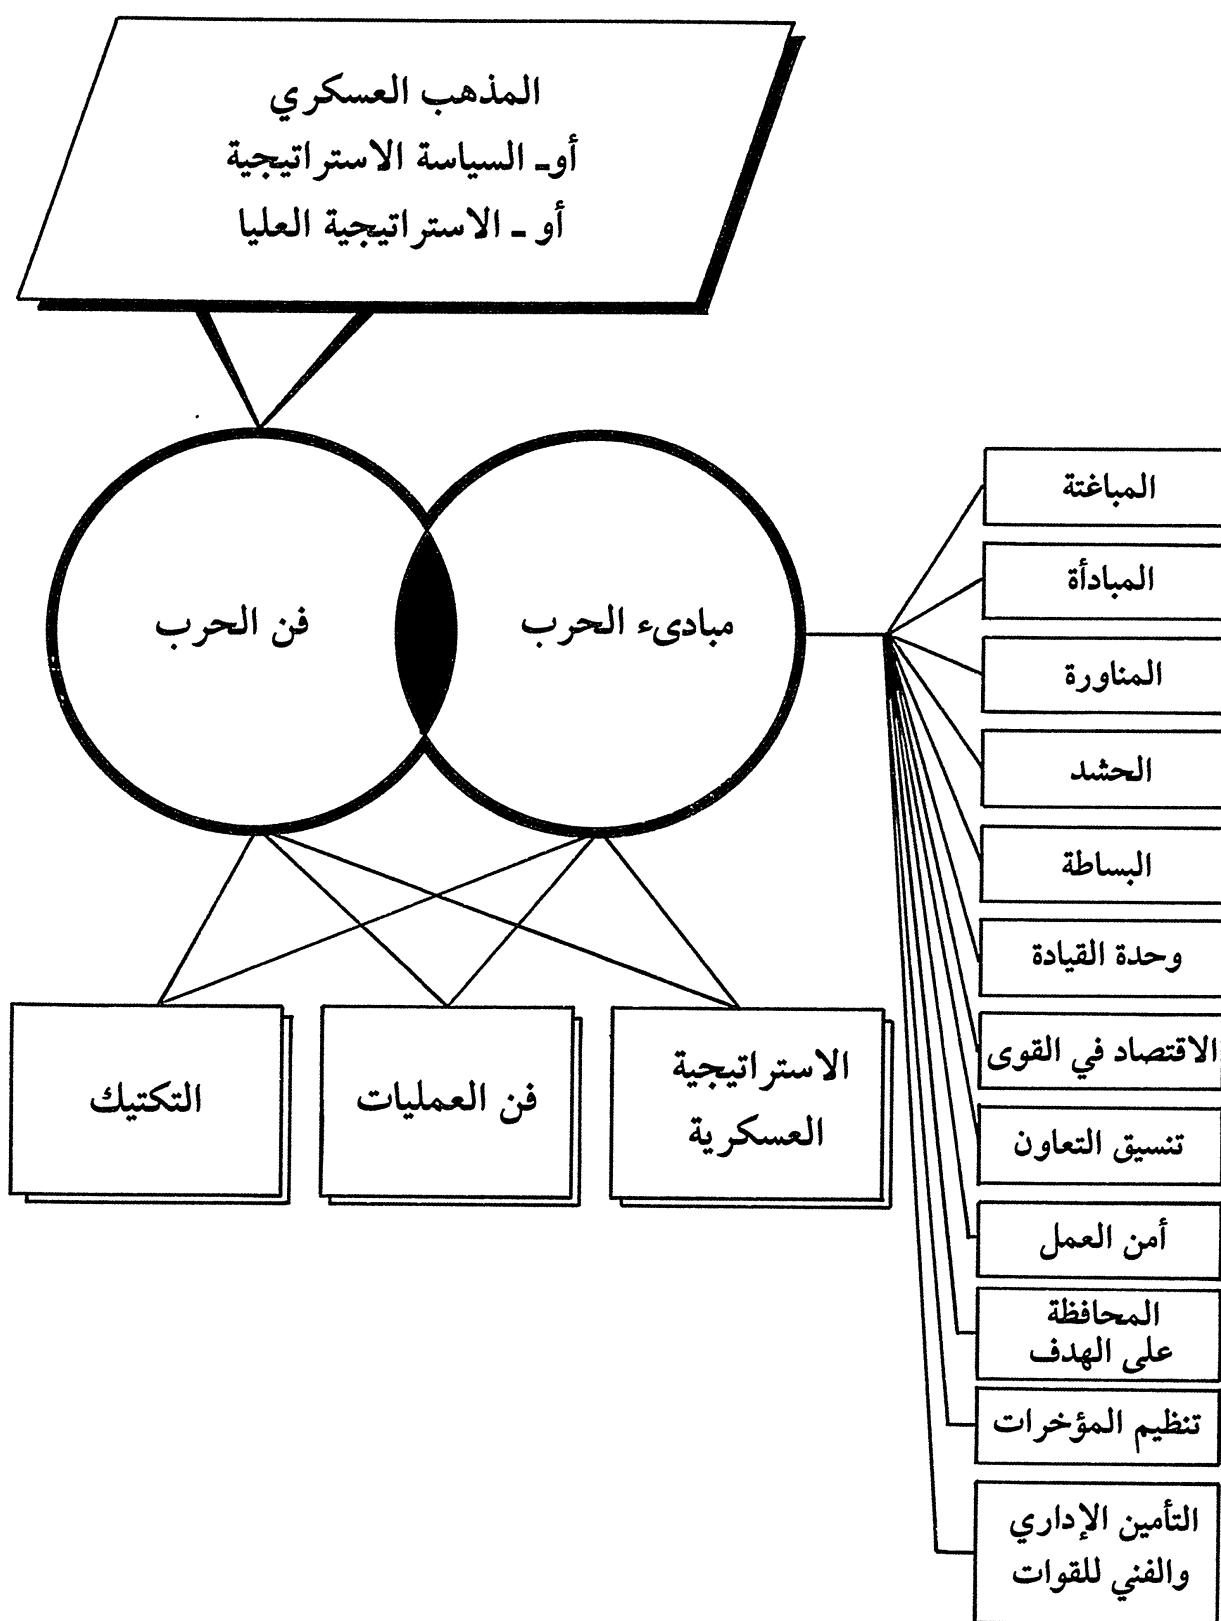 المذهب العسكري
أوـ السياسة الاستراتيجية
أو ـ الاستراتيجية العليا
مبادىء الحرب
فن الحرب
المباغتة
المبادأة
المناورة
الحشد
البساطة
وحدة القيادة
الاقتصاد في القوى
تنسيق التعاون
أمن العمل
المحافظة
على الهدف
تنظيم المؤخرات
التأمين الإداري
والفني للقوات
الاستراتيجية
العسكرية
فن العمليات
التكتيك